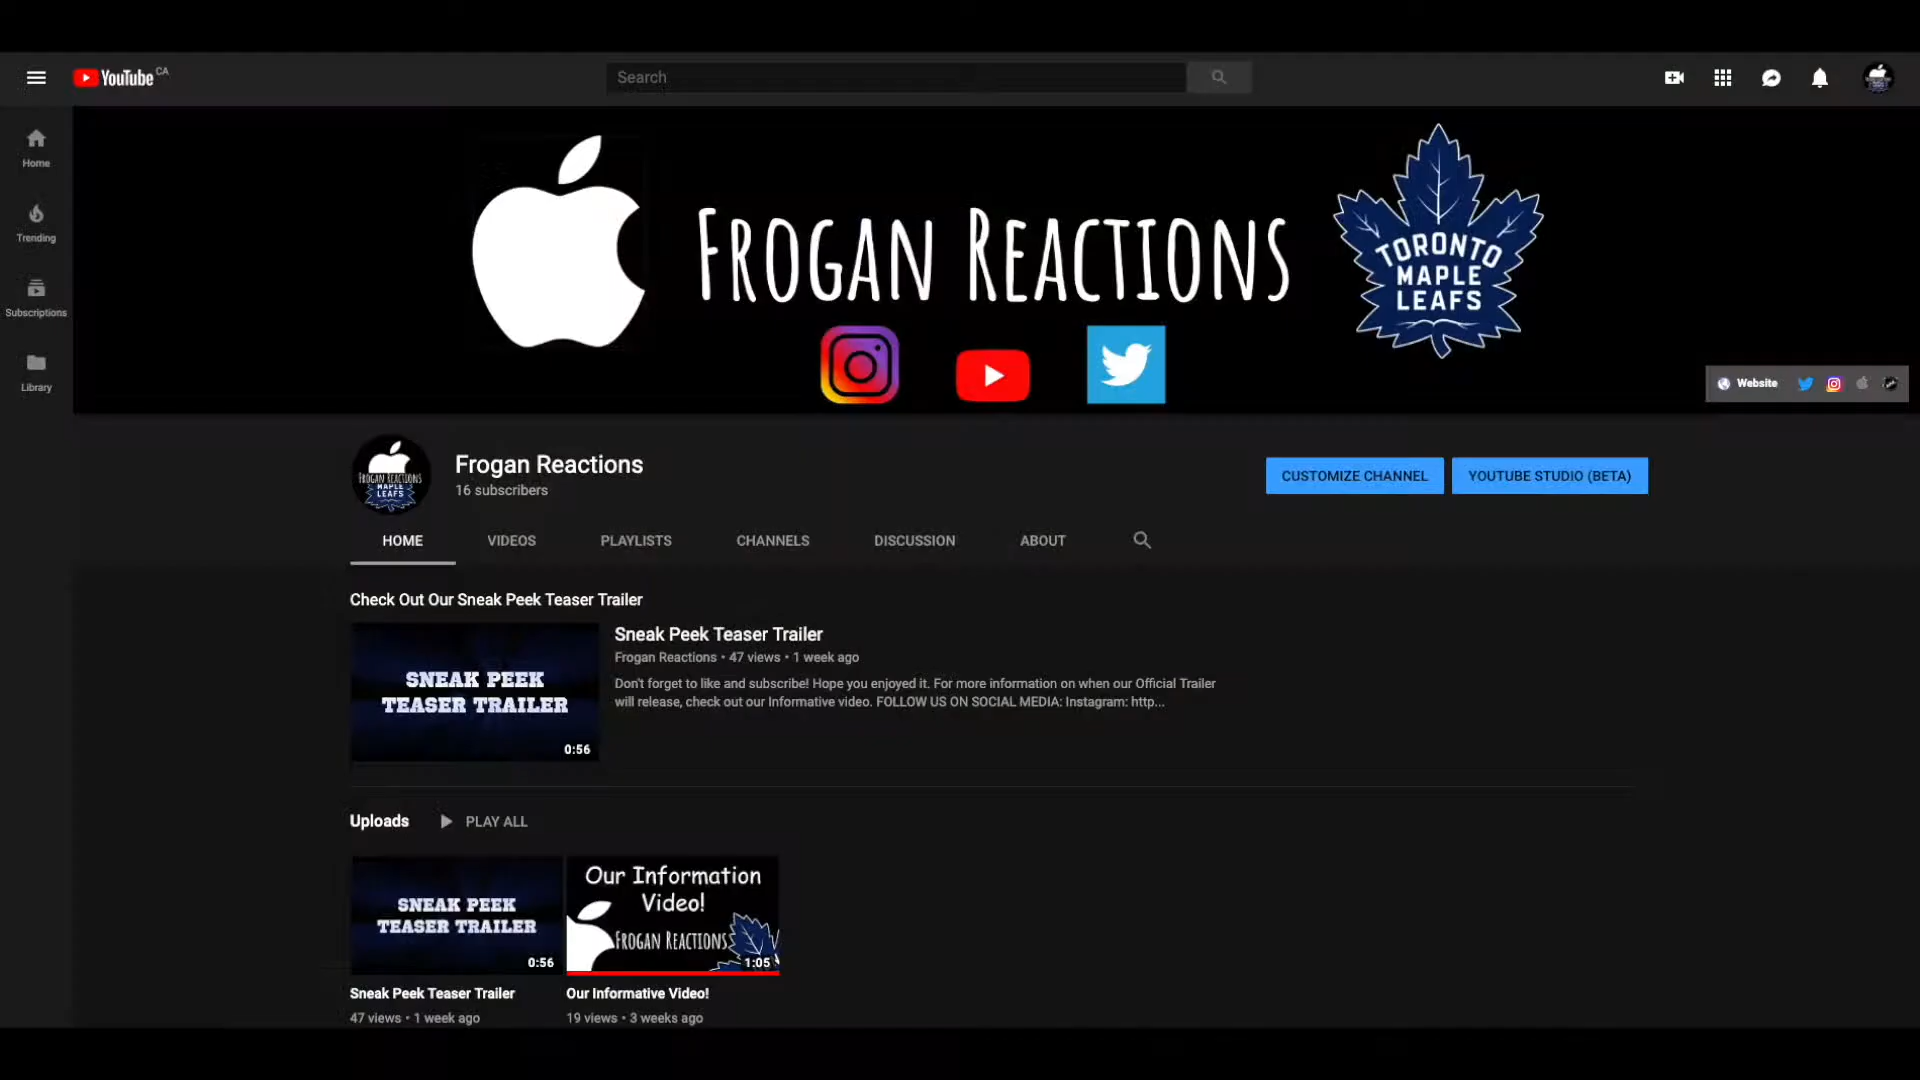 YouTube CA
Search
Home
Trending
Subscriptions
Library
FROGAN REACTIONS
TORONTO
MAPLE
LEAFS
Website
FROGAN REACTIONS
MAPLE
LEAFS
Frogan Reactions
16 subscribers
CUSTOMIZE CHANNEL
YOUTUBE STUDIO (BETA)
HOME VIDEOS PLAYLISTS CHANNELS DISCUSSION ABOUT
Check Out Our Sneak Peek Teaser Trailer
SNEAK PEEK
TEASER TRAILER
0:56
Sneak Peek Teaser Trailer
Frogan Reactions • 47 views • 1 week ago
Don't forget to like and subscribe! Hope you enjoyed it. For more information on when our Official Trailer
will release, check out our Informative video. FOLLOW US ON SOCIAL MEDIA: Instagram: http...
Uploads PLAY ALL
SNEAK PEEK
TEASER TRAILER
0:56
Sneak Peek Teaser Trailer
47 views • 1 week ago
Our Information
Video!
FROGAN REACTIONS
1:05
Our Informative Video!
19 views • 3 weeks ago